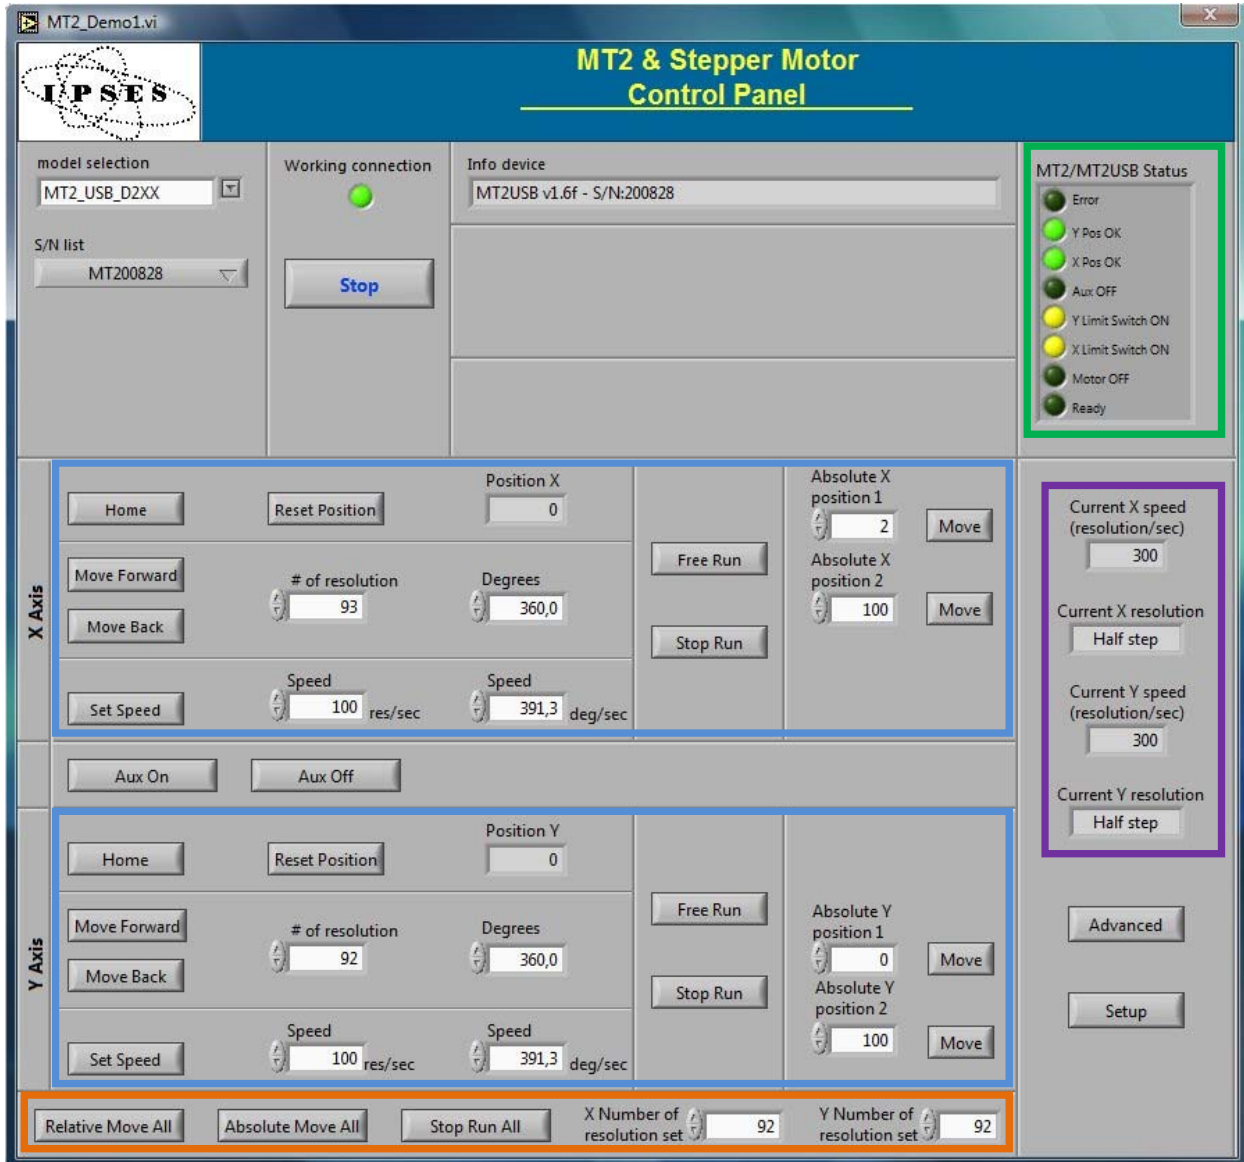 MT2_Demo1.vi
X
IPSES
MT2 & Stepper Motor
Control Panel
model selection
MT2_USB_D2XX
S/N list
MT200828
Working connection
Stop
Info device
MT2USB v1.6f - S/N:200828
MT2/MT2USB Status
Error
Y Pos OK
X Pos OK
Aux OFF
Y Limit Switch ON
X Limit Switch ON
Motor OFF
Ready
X Axis
Home
Reset Position
Position X
0
Move Forward
Move Back
# of resolution
93
Degrees
360,0
Set Speed
Speed
100 res/sec
Speed
391,3 deg/sec
Free Run
Stop Run
Absolute X
position 1
2
Move
Absolute X
position 2
100
Move
Current X speed
(resolution/sec)
300
Current X resolution
Half step
Current Y speed
(resolution/sec)
300
Current Y resolution
Half step
Aux On
Aux Off
Y Axis
Home
Reset Position
Position Y
0
Move Forward
Move Back
# of resolution
92
Degrees
360,0
Set Speed
Speed
100 res/sec
Speed
391,3 deg/sec
Free Run
Stop Run
Absolute Y
position 1
0
Move
Absolute Y
position 2
100
Move
Advanced
Setup
Relative Move All
Absolute Move All
Stop Run All
X Number of
resolution set
92
Y Number of
resolution set
92